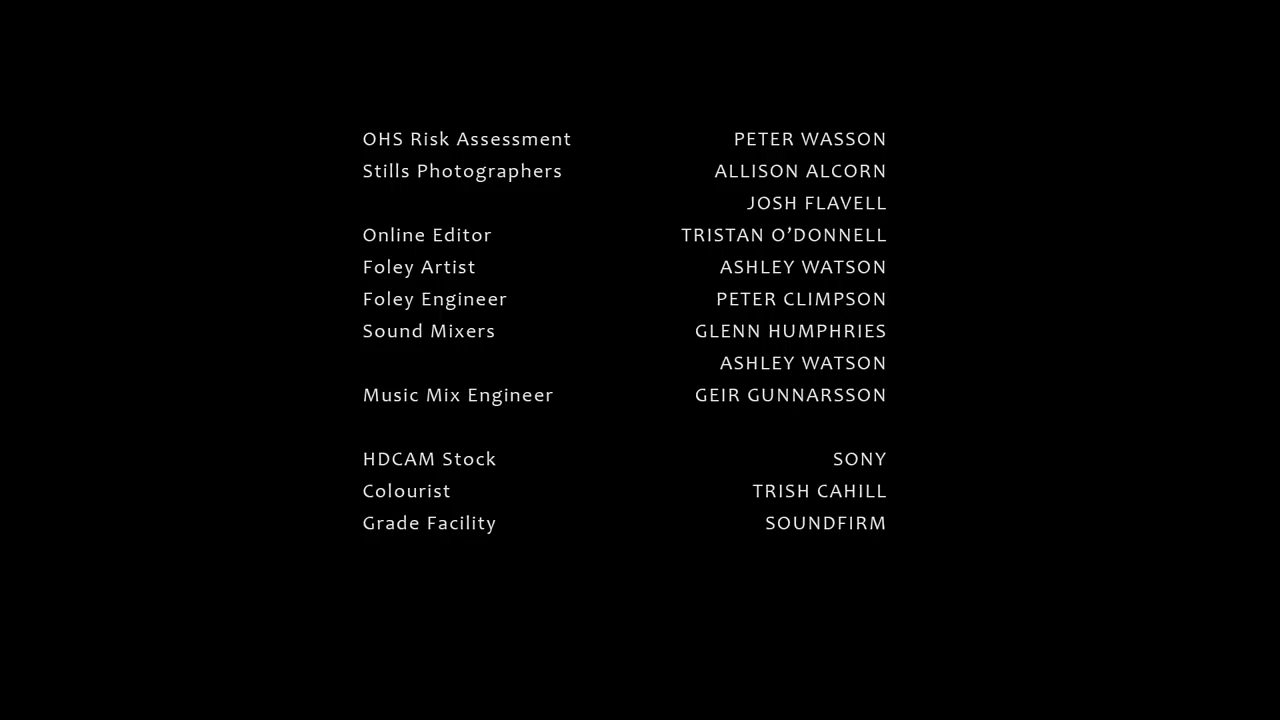 OHS Risk Assessment PETER WASSON
Stills Photographers ALLISON ALCORN
JOSH FLAVELL
Online Editor TRISTAN O’DONNELL
Foley Artist ASHLEY WATSON
Foley Engineer PETER CLIMPSON
Sound Mixers GLENN HUMPHRIES
ASHLEY WATSON
Music Mix Engineer GEIR GUNNARSSON
HDCAM Stock SONY
Colourist TRISH CAHILL
Grade Facility SOUNDFIRM